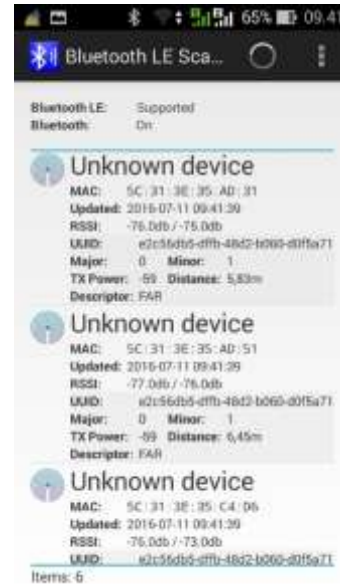 65% 09.41
Bluetooth LE Sca...
Bluetooth LE: Supported
Bluetooth: On
Unknown device
MAC: 5C:31:3E:35:AD:31
Updated: 2016-07-11 09:41:39
RSSI: -76.0db / -76.0db
UUID: e2c56db5-dffb-48d2-b060-d0f5a71
Major: 0 Minor: 1
TX Power: -59 Distance: 5,83m
Descriptor: FAR
Unknown device
MAC: 5C:31:3E:35:AD:51
Updated: 2016-07-11 09:41:39
RSSI: -77.0db / -76.0db
UUID: e2c56db5-dffb-48d2-b060-d0f5a71
Major: 0 Minor: 1
TX Power: -59 Distance: 6,45m
Descriptor: FAR
Unknown device
MAC: 5C:31:3E:35:C4:06
Updated: 2016-07-11 09:41:39
RSSI: -76.0db / -73.0db
UUID: e2c56db5-dffb-48d2-b060-d0f5a71
Items: 6